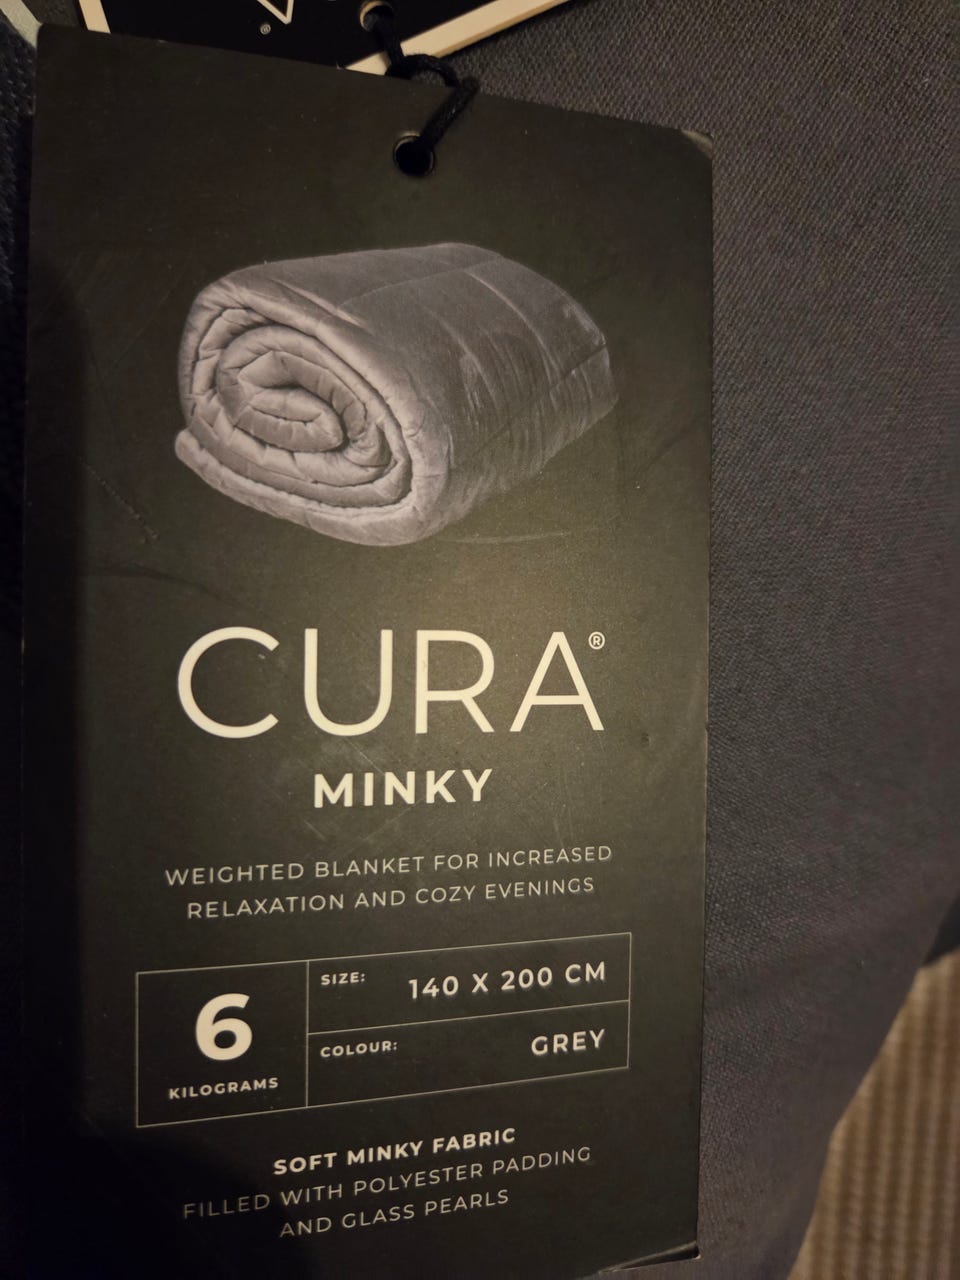 ®
CURA®
MINKY
WEIGHTED BLANKET FOR INCREASED
RELAXATION AND COZY EVENINGS
6
KILOGRAMS
SIZE: 140 X 200 CM
COLOUR: GREY
SOFT MINKY FABRIC
FILLED WITH POLYESTER PADDING
AND GLASS PEARLS